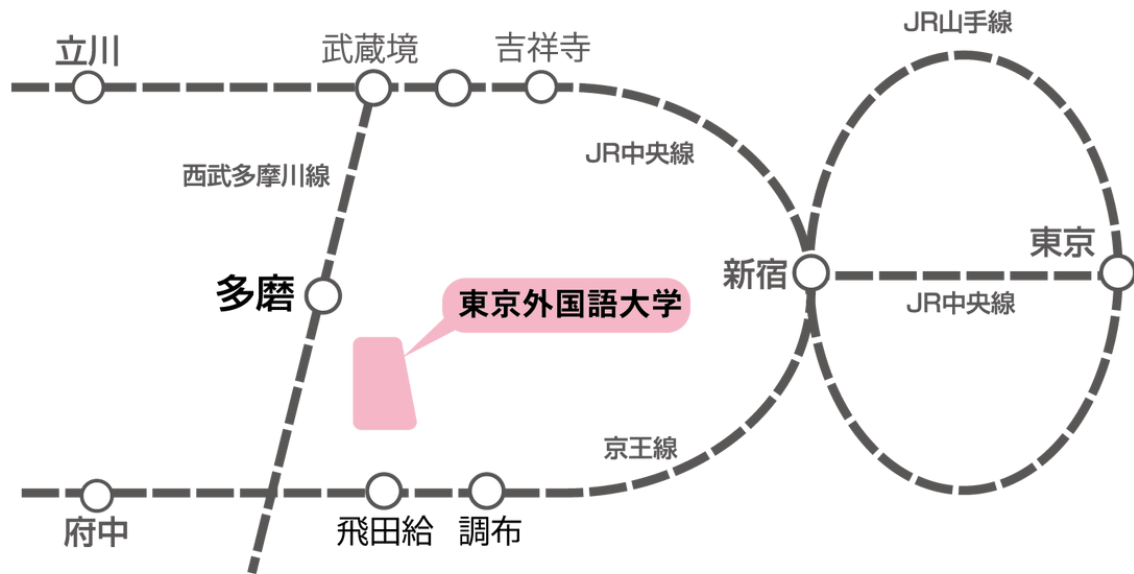 JR山手線
立川
武蔵境
吉祥寺
JR中央線
西武多摩川線
東京
新宿
多磨
東京外国語大学
JR中央線
京王線
府中
飛田給
調布